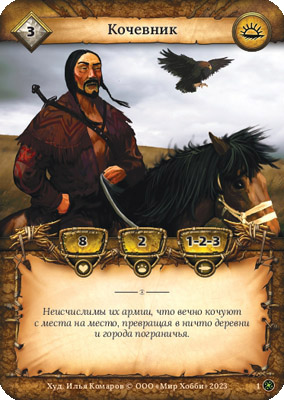 3
Кочевник
8
2
1-2-3
Неисчислимы их армии, что вечно кочуют
с места на место, превращая в ничто деревни
и города пограничья.
Худ. Илья Комаров © ООО «Мир Хобби» 2023
1